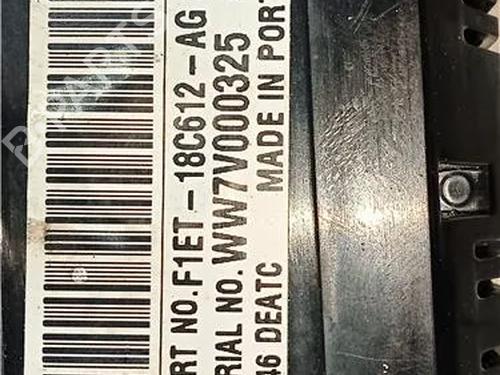 RT NO. F1ET-18C612-AG
RIAL NO. WW7V000325
46 DEATC MADE IN PORT